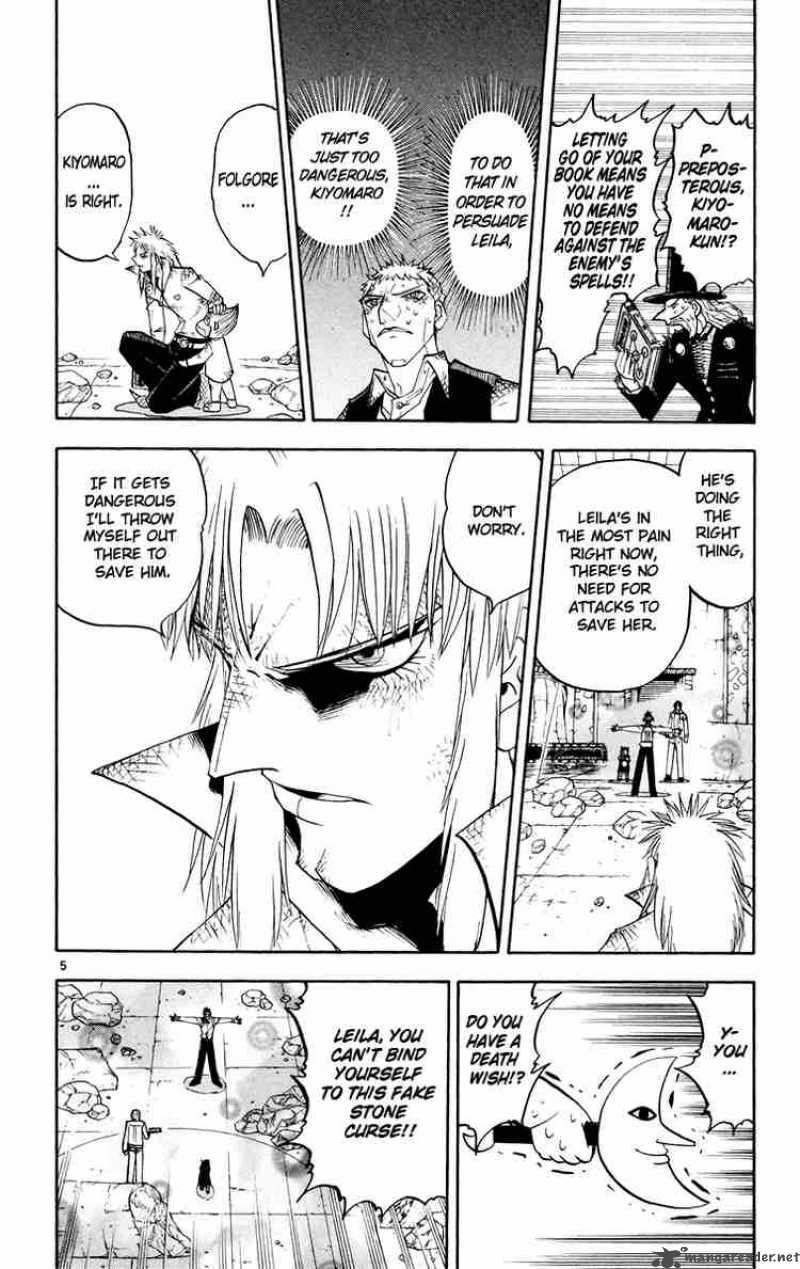 P-
PREPOS-
TEROUS,
KIYO-
MARO-
KUN!?
LETTING
GO OF YOUR
BOOK MEANS
YOU HAVE
NO MEANS
TO DEFEND
AGAINST THE
ENEMY'S
SPELLS!!
TO DO
THAT IN
ORDER TO
PERSUADE
LEILA,
THAT'S
JUST TOO
DANGEROUS,
KIYOMARO
!!
FOLGORE
...
KIYOMARO
...
IS RIGHT.
HE'S
DOING
THE
RIGHT
THING,
LEILA'S IN
THE MOST PAIN
RIGHT NOW,
THERE'S NO
NEED FOR
ATTACKS TO
SAVE HER.
DON'T
WORRY.
IF IT GETS
DANGEROUS
I'LL THROW
MYSELF OUT
THERE TO
SAVE HIM.
5
Y-
YOU
...
DO YOU
HAVE A
DEATH
WISH!?
LEILA, YOU
CAN'T BIND
YOURSELF
TO THIS FAKE
STONE
CURSE!!
mangareader.net